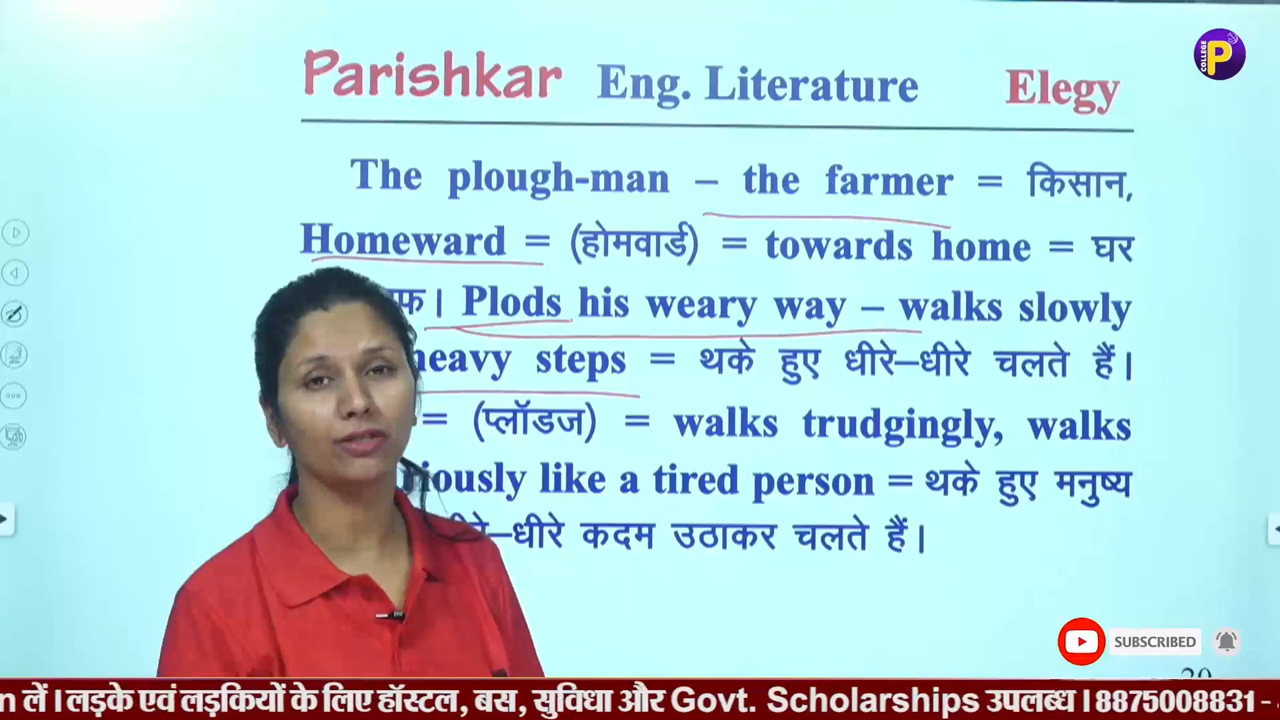 COLLEGE P
Parishkar Eng. Literature Elegy
The plough-man – the farmer = किसान,
Homeward = (होमवार्ड) = towards home = घर
फ। Plods his weary way – walks slowly
heavy steps = थके हुए धीरे–धीरे चलते हैं।
= (प्लॉडज) = walks trudgingly, walks
iously like a tired person = थके हुए मनुष्य
–धीरे कदम उठाकर चलते हैं।
SUBSCRIBED
n लें। लड़के एवं लड़कियों के लिए हॉस्टल, बस, सुविधा और Govt. Scholarships उपलब्ध। 8875008831 -